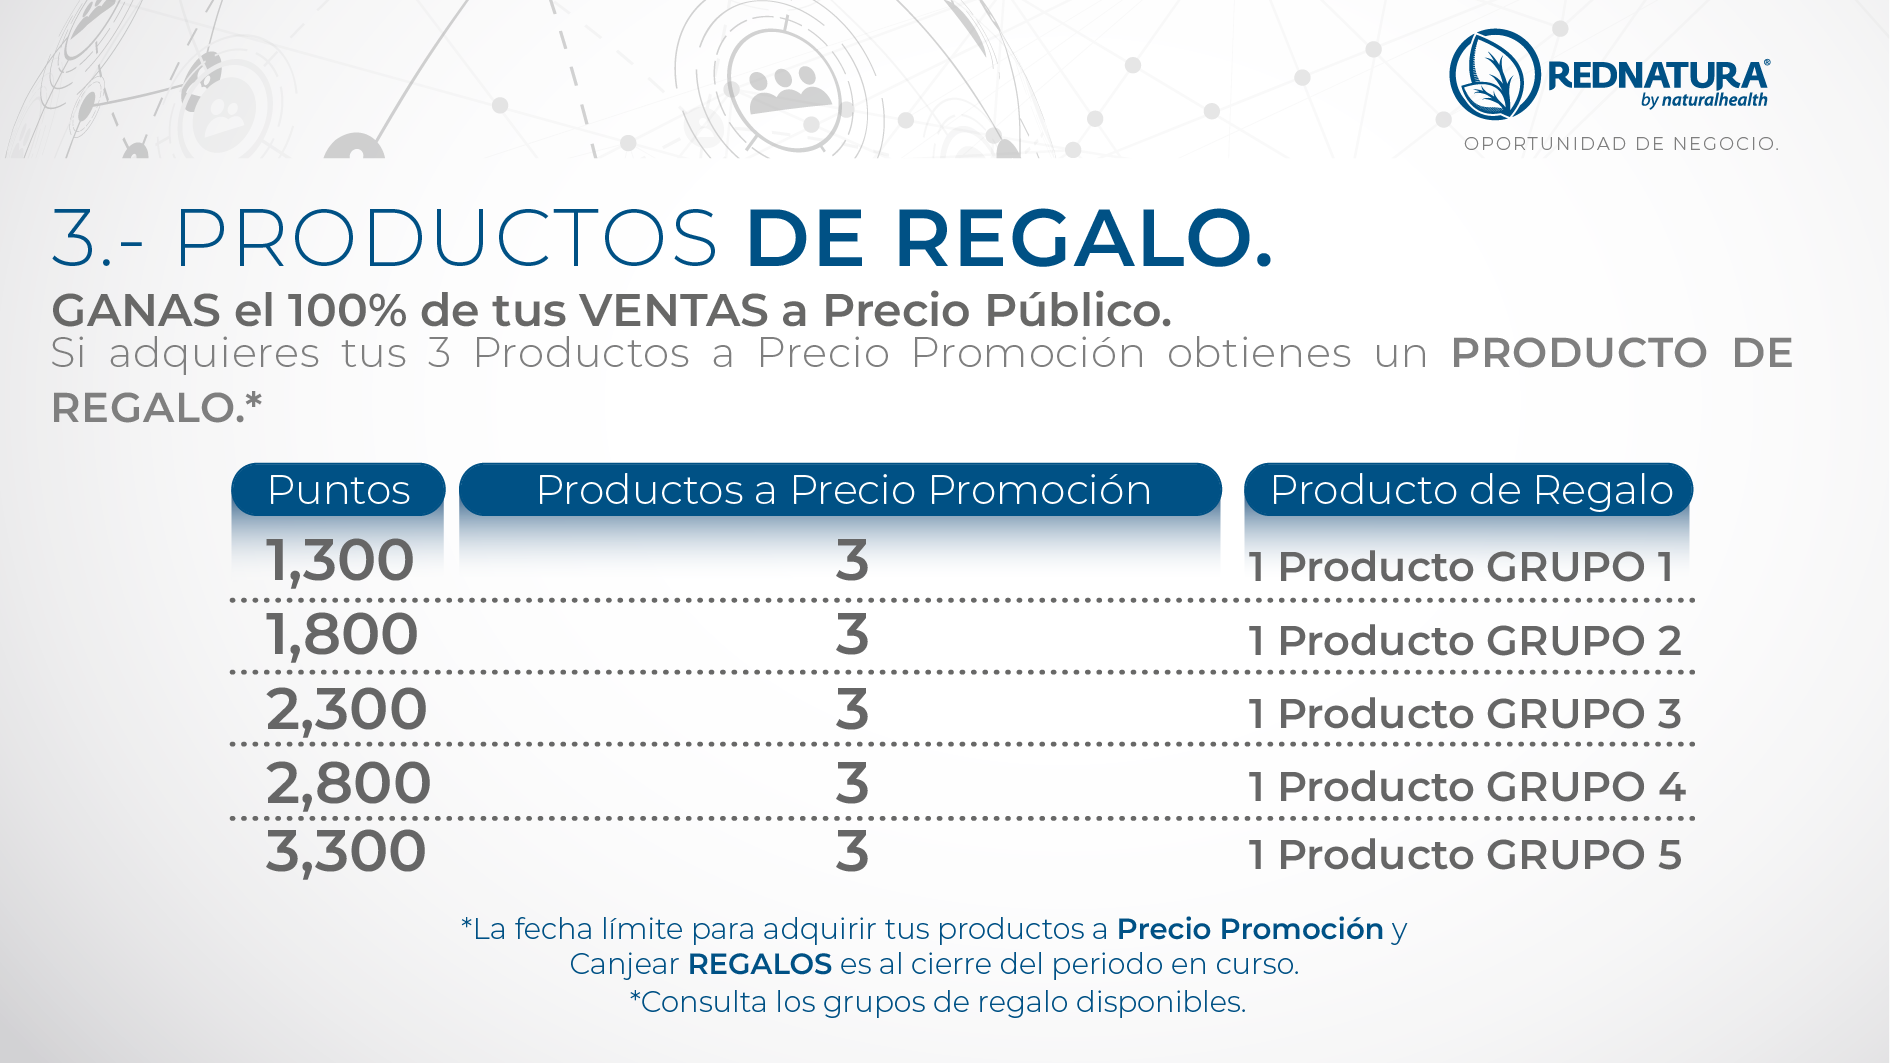 REDNATURA®
by naturalhealth
OPORTUNIDAD DE NEGOCIO.
3.- PRODUCTOS DE REGALO.
GANAS el 100% de tus VENTAS a Precio Público.
Si adquieres tus 3 Productos a Precio Promoción obtienes un PRODUCTO DE
REGALO.*
Puntos Productos a Precio Promoción Producto de Regalo
1,300 3 1 Producto GRUPO 1
1,800 3 1 Producto GRUPO 2
2,300 3 1 Producto GRUPO 3
2,800 3 1 Producto GRUPO 4
3,300 3 1 Producto GRUPO 5
*La fecha límite para adquirir tus productos a Precio Promoción y
Canjear REGALOS es al cierre del periodo en curso.
*Consulta los grupos de regalo disponibles.